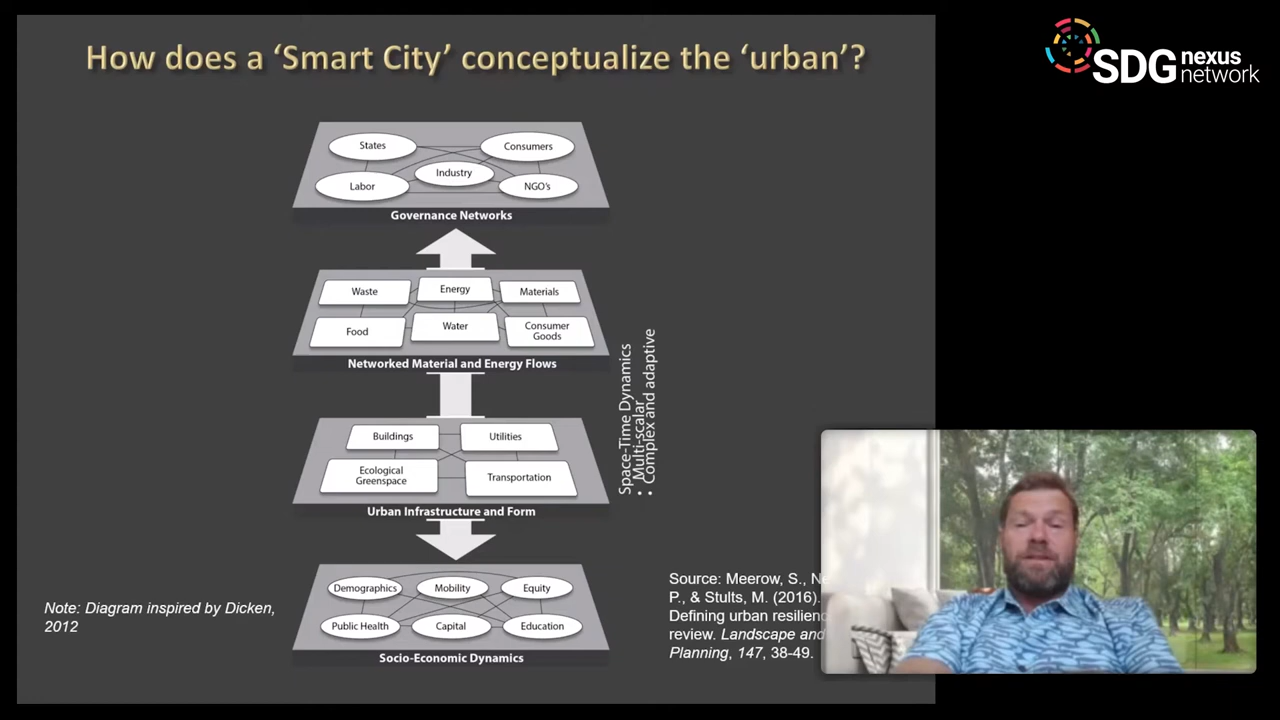 How does a ‘Smart City’ conceptualize the ‘urban’?
SDG nexus
network
States
Consumers
Industry
Labor
NGO's
Governance Networks
Waste
Energy
Materials
Food
Water
Consumer
Goods
Networked Material and Energy Flows
Buildings
Utilities
Ecological
Greenspace
Transportation
Urban Infrastructure and Form
Space-Time Dynamics
• Multi-scalar
• Complex and adaptive
Demographics
Mobility
Equity
Public Health
Capital
Education
Socio-Economic Dynamics
Note: Diagram inspired by Dicken,
2012
Source: Meerow, S.,
P., & Stults, M. (2016).
Defining urban
review. Landscape and
Planning, 147, 38-49.